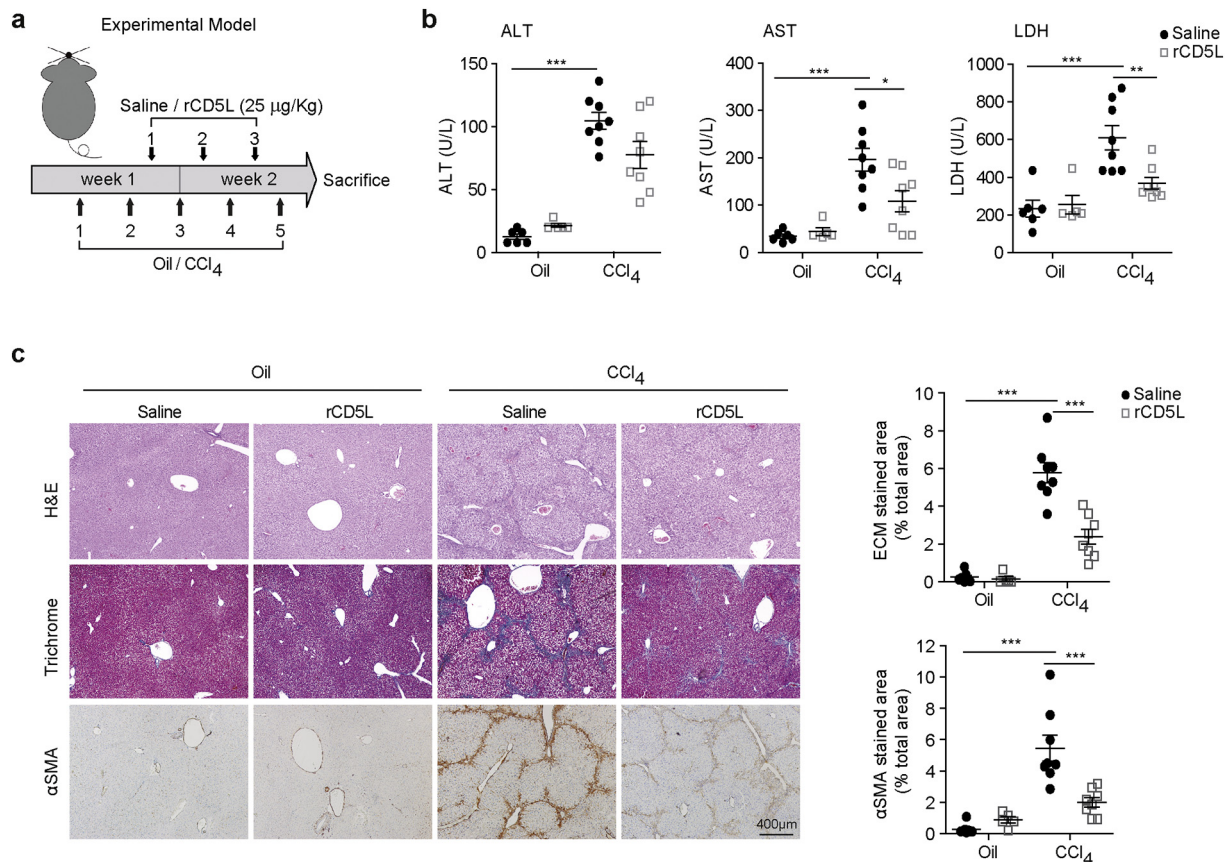 a
Experimental Model
Saline / rCD5L (25 µg/Kg)
1 2 3
week 1 week 2
Sacrifice
1 2 3 4 5
Oil / CCl4
b
ALT
ALT (U/L)
150
100
50
0
***
Oil CCl4
AST
AST (U/L)
400
300
200
100
0
***
*
Oil CCl4
LDH
LDH (U/L)
1000
800
600
400
200
0
***
**
Oil CCl4
Saline
rCD5L
c
Oil CCl4
Saline rCD5L Saline rCD5L
H&E
Trichrome
αSMA
400µm
ECM stained area
(% total area)
10
8
6
4
2
0
***
***
Oil CCl4
Saline
rCD5L
αSMA stained area
(% total area)
12
10
8
6
4
2
0
***
***
Oil CCl4